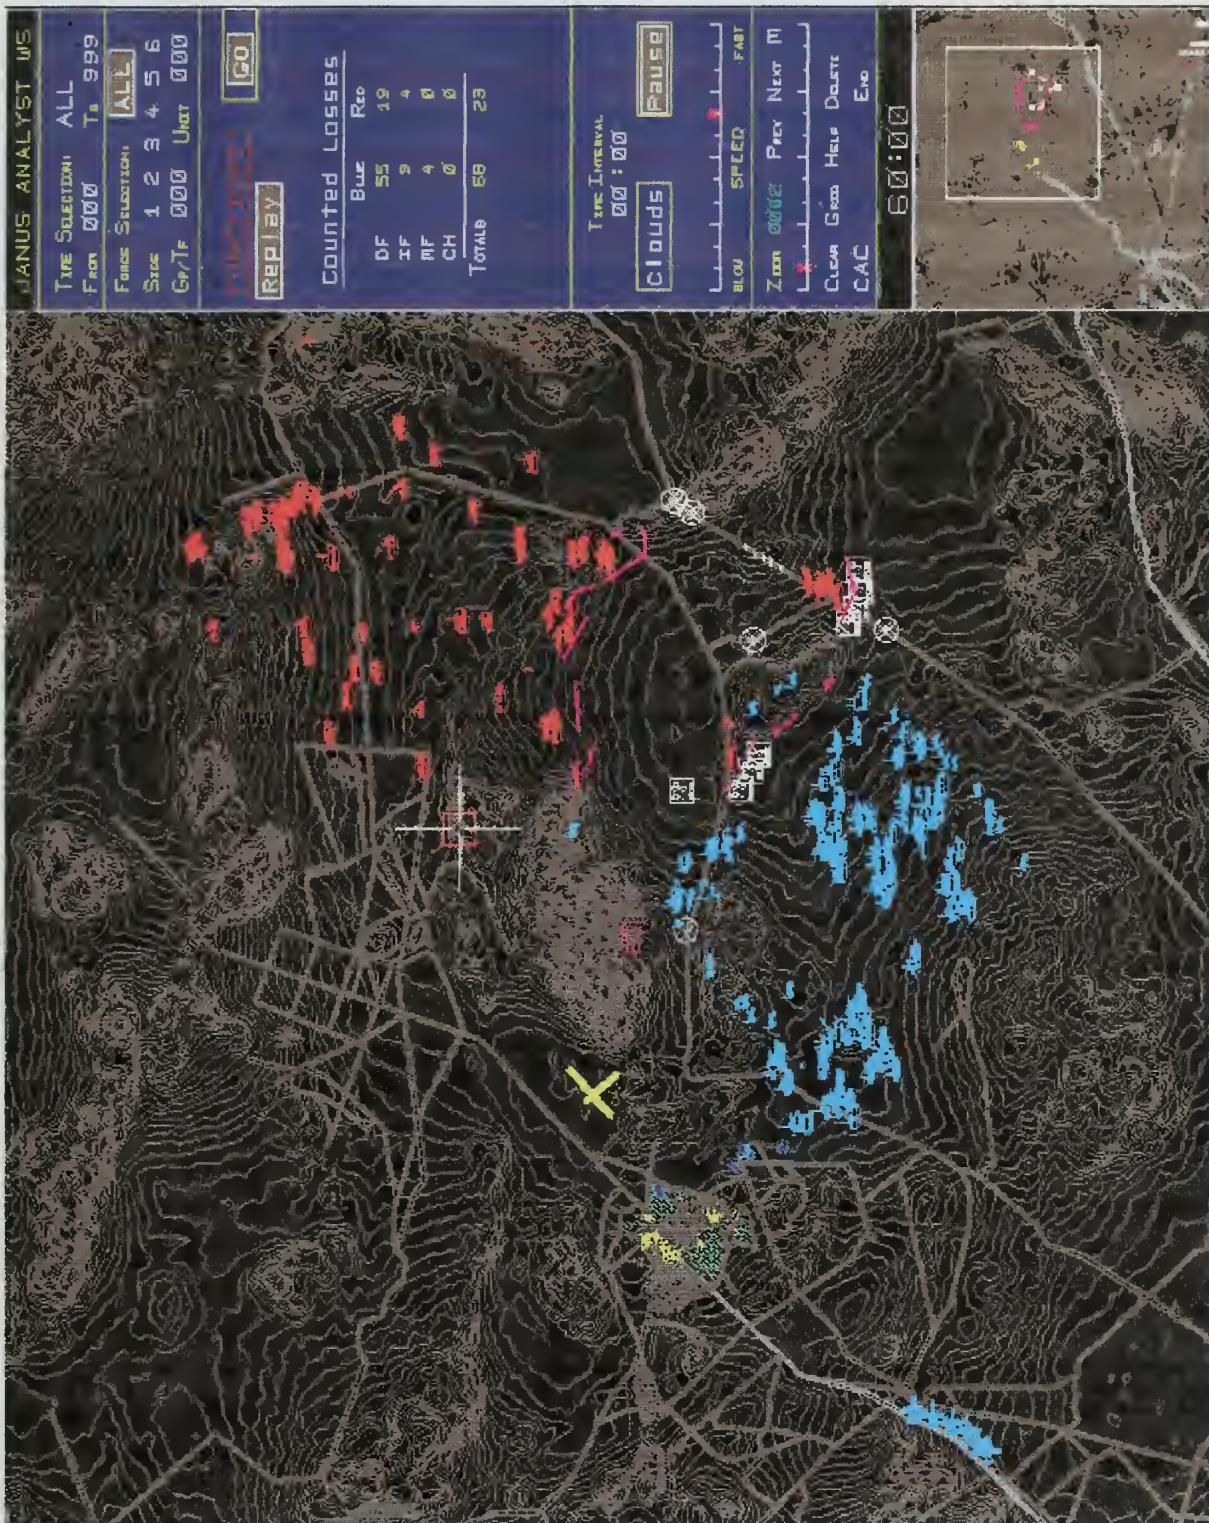 JANUS ANALYST WS
TIME SELECTION: ALL
FROM 000 TO 999
FORCE SELECTION: ALL
SIDE 1 2 3 4 5 6
GP/TF 000 UNIT 000
GO
Replay
Counted Losses
BLUE RED
DF 55 19
IF 9 4
MF 4 0
CH 0 0
TOTALS 68 23
TIME INTERVAL
00:00
Clouds Pause
SLOW SPEED FAST
ZOOM 0002 PREV NEXT M
CLEAR GRID HELP DELETE
CAC END
60:00